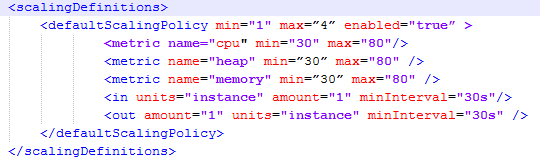 <scalingDefinitions>
<defaultScalingPolicy min="1" max="4” enabled="true” >
<metric name="cpu" min="30" max="80"/>
<metric name="heap" min=”30” max="80" />
<metric name="memory" min=”30" max="80" />
<in units="instance" amount="1" minInterval="30s"/>
<out amount="1" units="instance" minInterval="30s" />
</defaultScalingPolicy>
</scalingDefinitions>